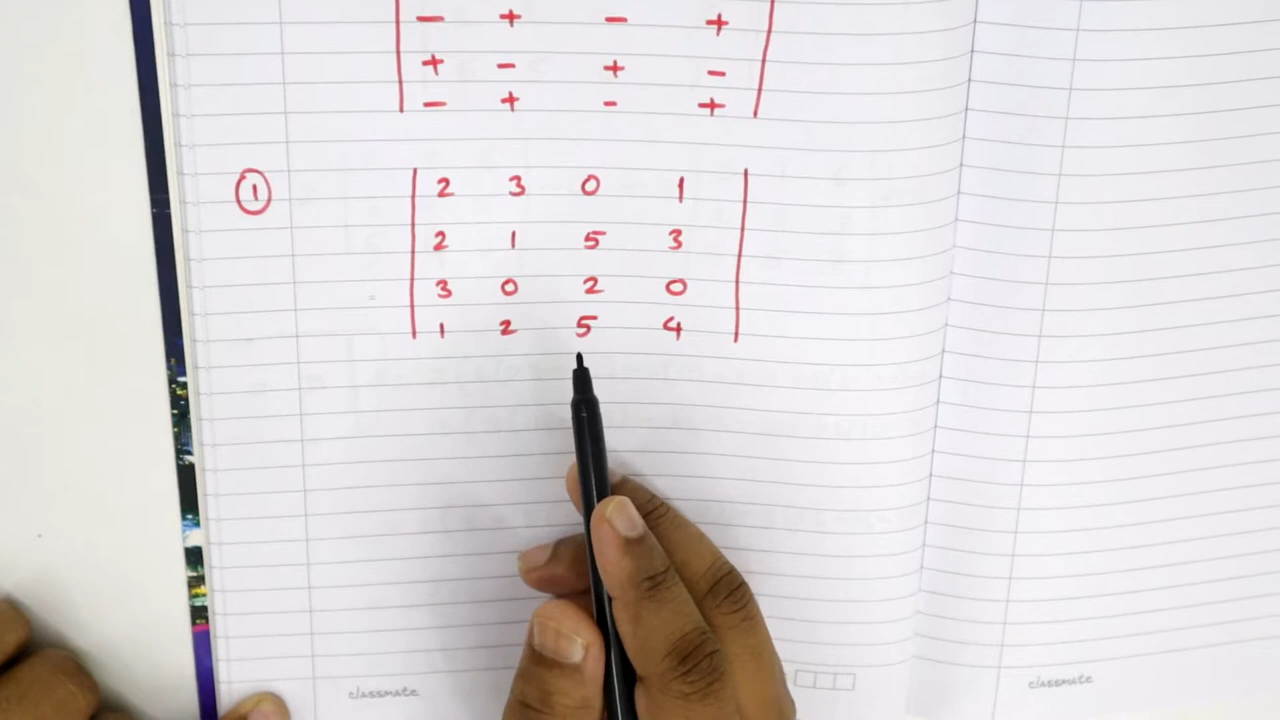 - + - +
+ - + -
- + - +
① 2 3 0 1
2 1 5 3
3 0 2 0
1 2 5 4
classmate
classmate